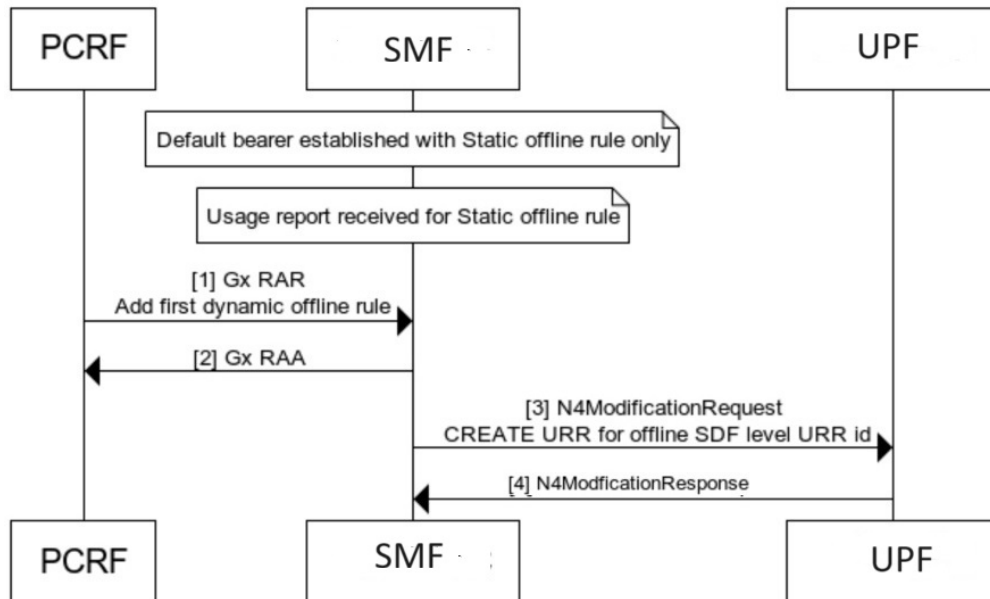 PCRF
SMF
UPF
Default bearer established with Static offline rule only
Usage report received for Static offline rule
[1] Gx RAR
Add first dynamic offline rule
[2] Gx RAA
[3] N4ModificationRequest
CREATE URR for offline SDF level URR id
[4] N4ModficationResponse
PCRF
SMF
UPF